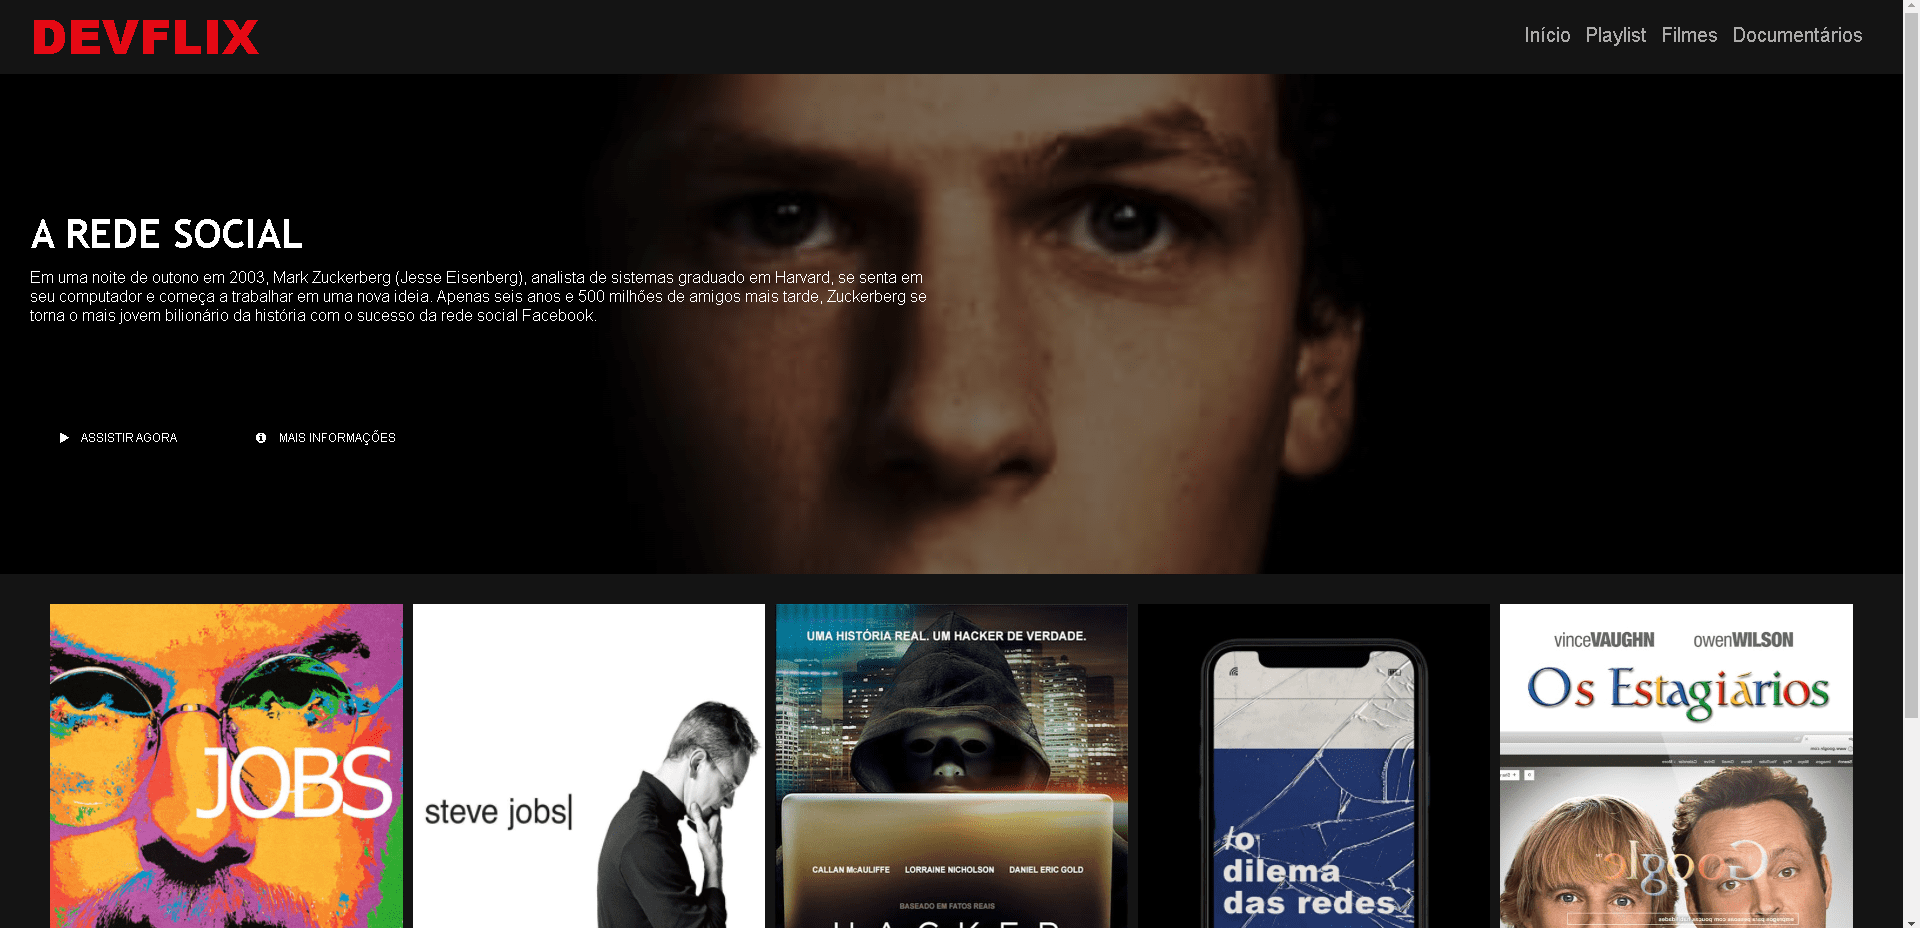 DEVFLIX
Início Playlist Filmes Documentários
A REDE SOCIAL
Em uma noite de outono em 2003, Mark Zuckerberg (Jesse Eisenberg), analista de sistemas graduado em Harvard, se senta em
seu computador e começa a trabalhar em uma nova ideia. Apenas seis anos e 500 milhões de amigos mais tarde, Zuckerberg se
torna o mais jovem bilionário da história com o sucesso da rede social Facebook.
ASSISTIR AGORA
MAIS INFORMAÇÕES
JOBS
steve jobs
UMA HISTÓRIA REAL. UM HACKER DE VERDADE.
CALLAN McAULIFFE LORRAINE NICHOLSON DANIEL ERIC GOLD
BASEADO EM FATOS REAIS
HACKER
/o
dilema
das redes
vinceVAUGHN owenWILSON
Os Estagiários
Google